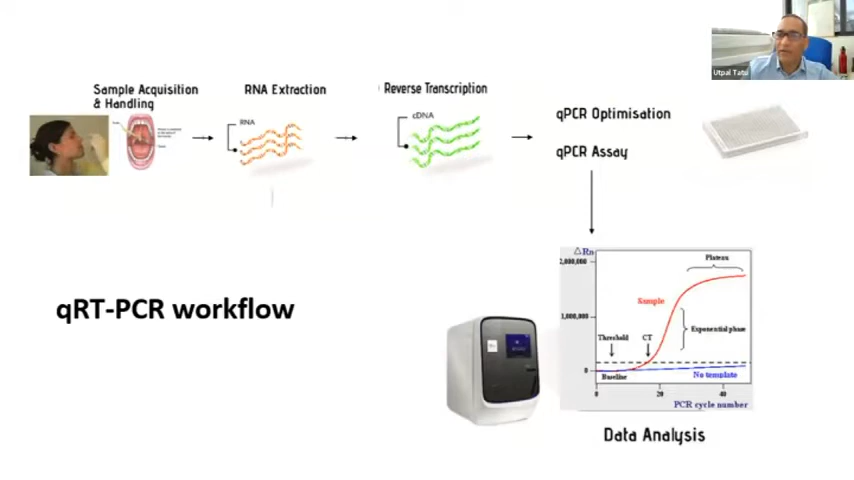 Utpal Tatu
Sample Acquisition
& Handling
RNA Extraction
Reverse Transcription
RNA
cDNA
qPCR Optimisation
qPCR Assay
qRT-PCR workflow
△Rn
2,000,000
Plateau
Sample
1,000,000
Exponential phase
Threshold
CT
0
Baseline
No template
0
20
40
PCR cycle number
Data Analysis